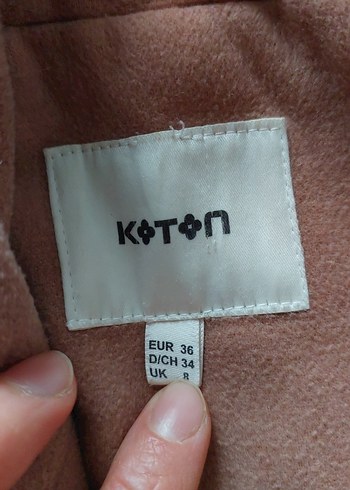 KOTON
EUR 36
D/CH 34
UK 8